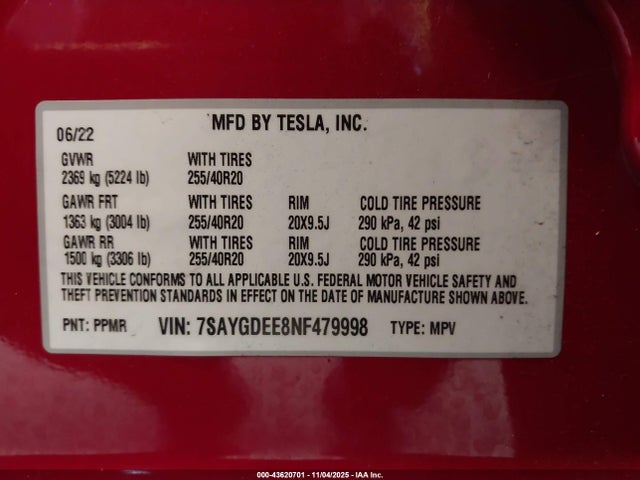 MFD BY TESLA, INC.
06/22
GVWR WITH TIRES
2369 kg (5224 lb) 255/40R20
GAWR FRT WITH TIRES RIM COLD TIRE PRESSURE
1363 kg (3004 lb) 255/40R20 20X9.5J 290 kPa, 42 psi
GAWR RR WITH TIRES RIM COLD TIRE PRESSURE
1500 kg (3306 lb) 255/40R20 20X9.5J 290 kPa, 42 psi
THIS VEHICLE CONFORMS TO ALL APPLICABLE U.S. FEDERAL MOTOR VEHICLE SAFETY AND
THEFT PREVENTION STANDARDS IN EFFECT ON THE DATE OF MANUFACTURE SHOWN ABOVE.
PNT: PPMR VIN: 7SAYGDEE8NF479998 TYPE: MPV
000-43620701 - 11/04/2025 - IAA Inc.